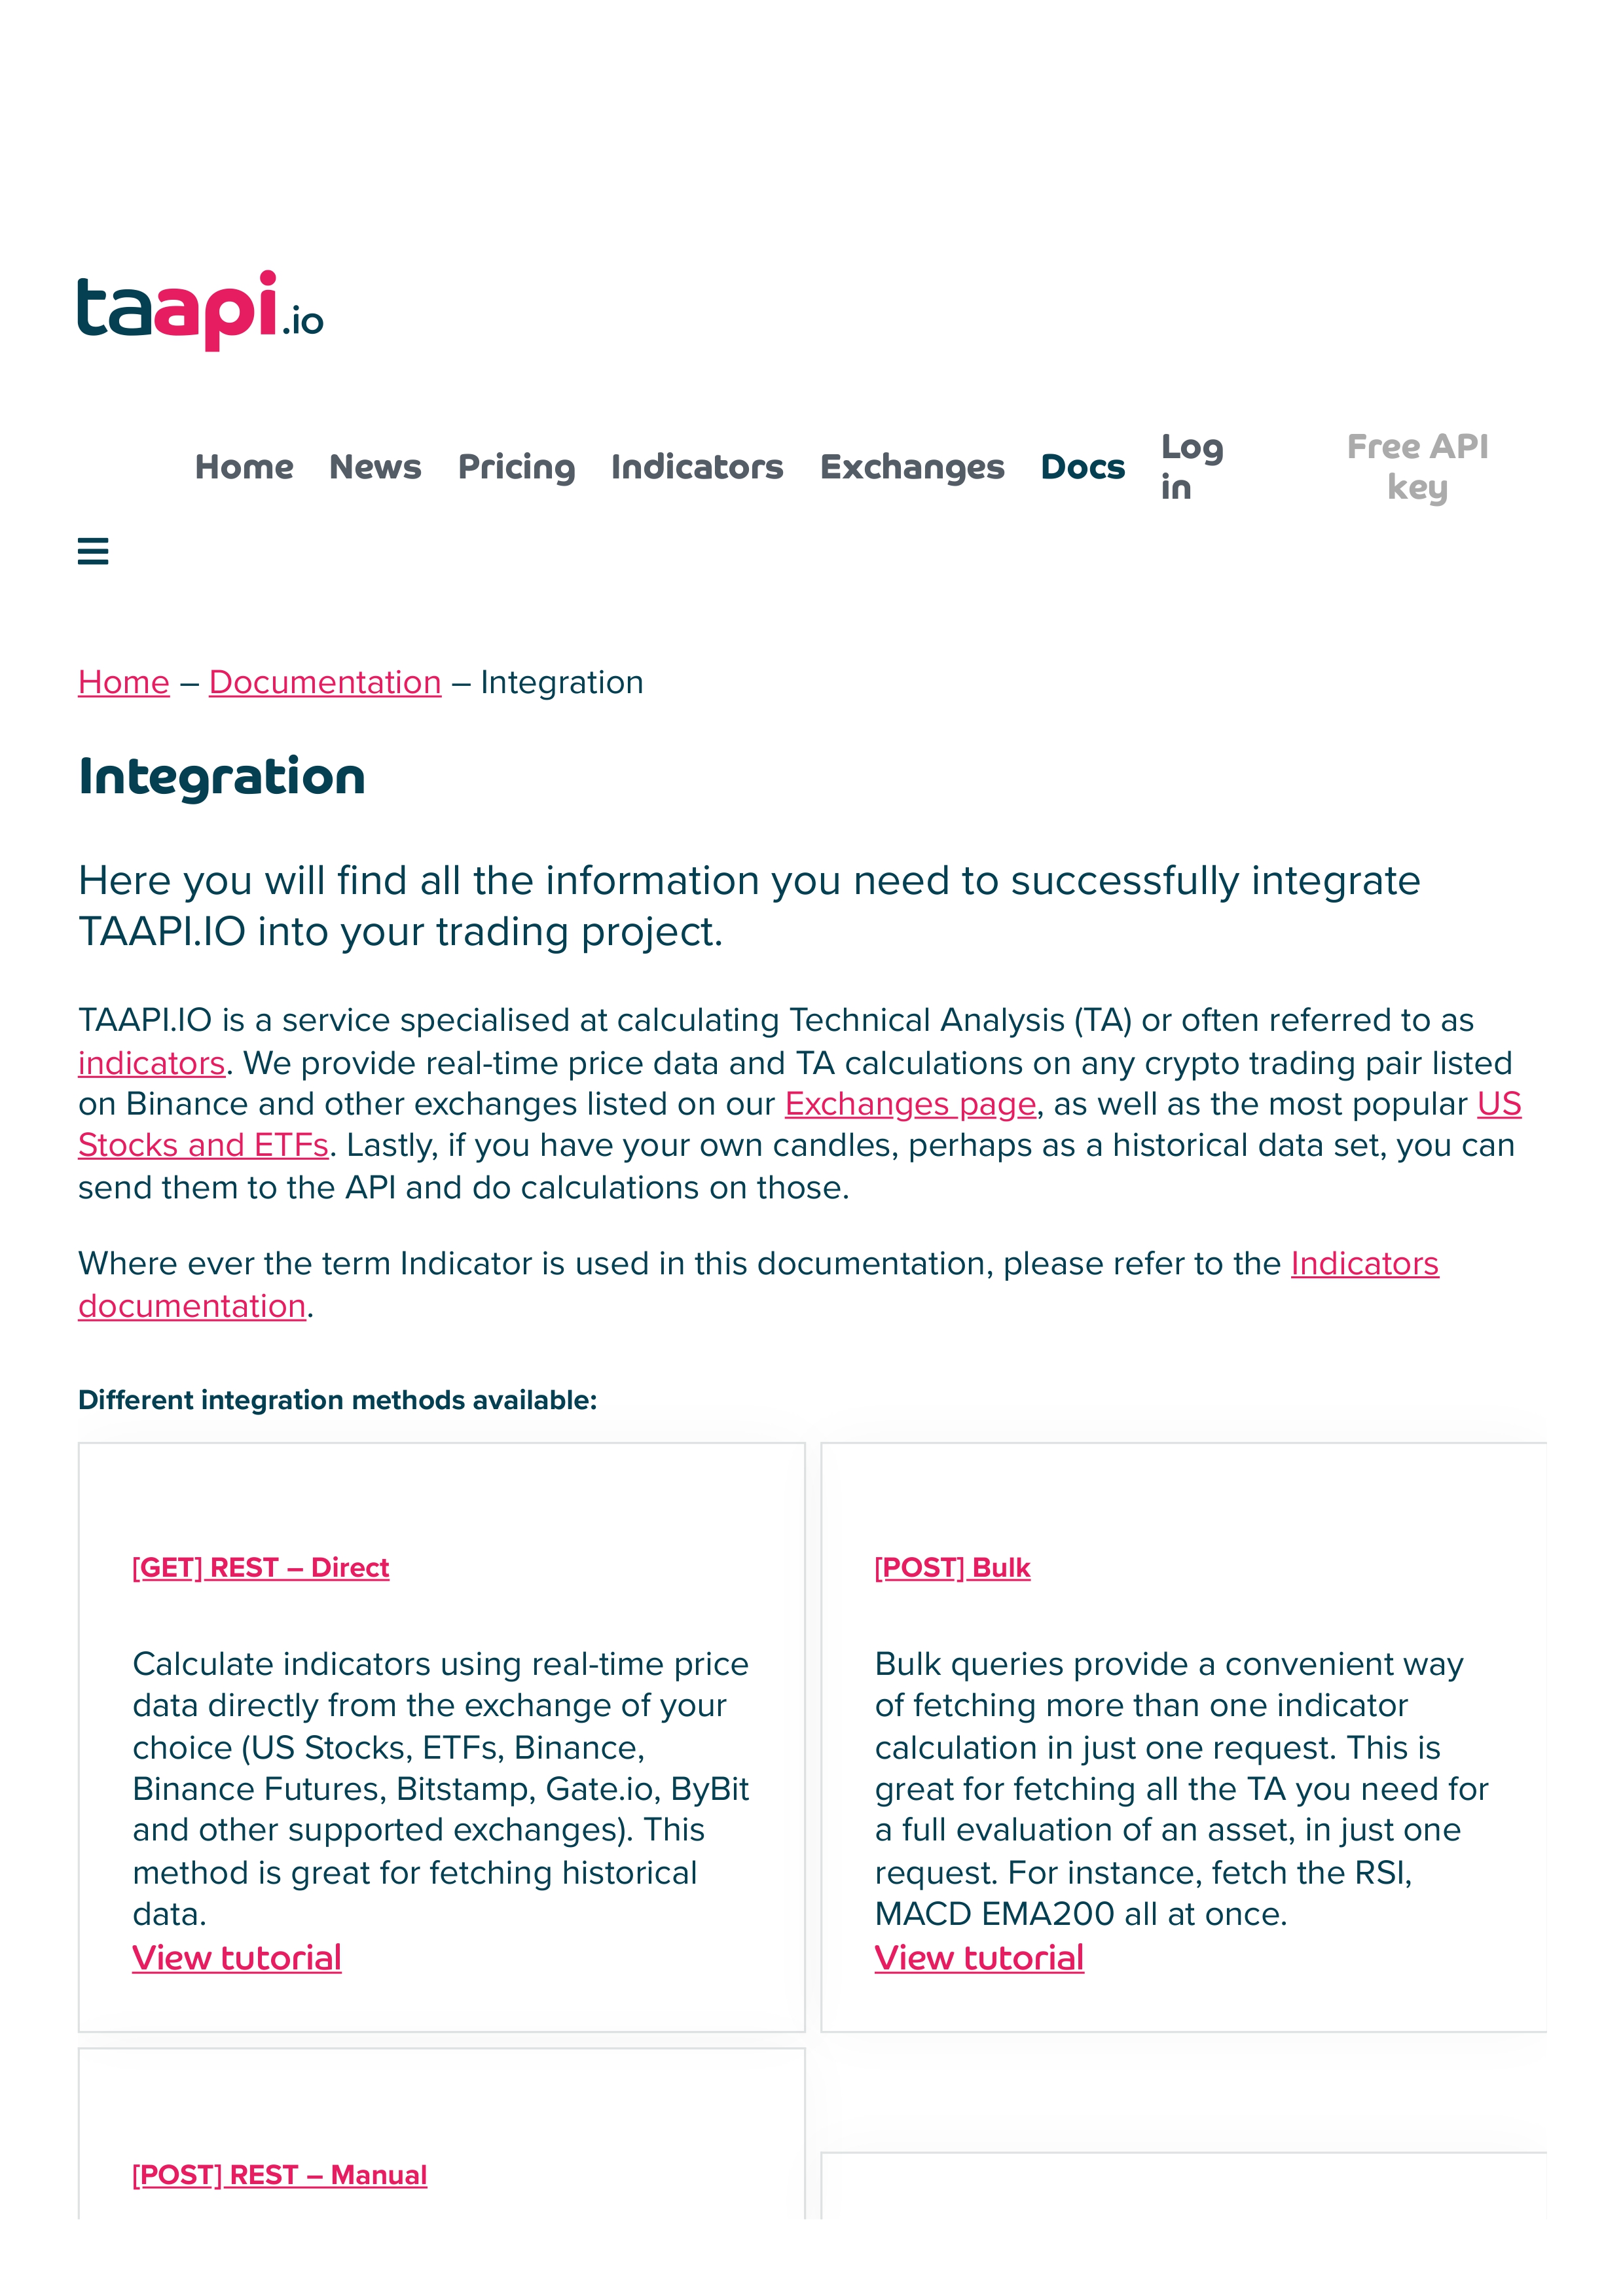 taapi.io
Home News Pricing Indicators Exchanges Docs Log in Free API key
Home – Documentation – Integration
Integration
Here you will find all the information you need to successfully integrate
TAAPI.IO into your trading project.
TAAPI.IO is a service specialised at calculating Technical Analysis (TA) or often referred to as
indicators. We provide real-time price data and TA calculations on any crypto trading pair listed
on Binance and other exchanges listed on our Exchanges page, as well as the most popular US
Stocks and ETFs. Lastly, if you have your own candles, perhaps as a historical data set, you can
send them to the API and do calculations on those.
Where ever the term Indicator is used in this documentation, please refer to the Indicators
documentation.
Different integration methods available:
[GET] REST – Direct
Calculate indicators using real-time price
data directly from the exchange of your
choice (US Stocks, ETFs, Binance,
Binance Futures, Bitstamp, Gate.io, ByBit
and other supported exchanges). This
method is great for fetching historical
data.
View tutorial
[POST] Bulk
Bulk queries provide a convenient way
of fetching more than one indicator
calculation in just one request. This is
great for fetching all the TA you need for
a full evaluation of an asset, in just one
request. For instance, fetch the RSI,
MACD EMA200 all at once.
View tutorial
[POST] REST – Manual